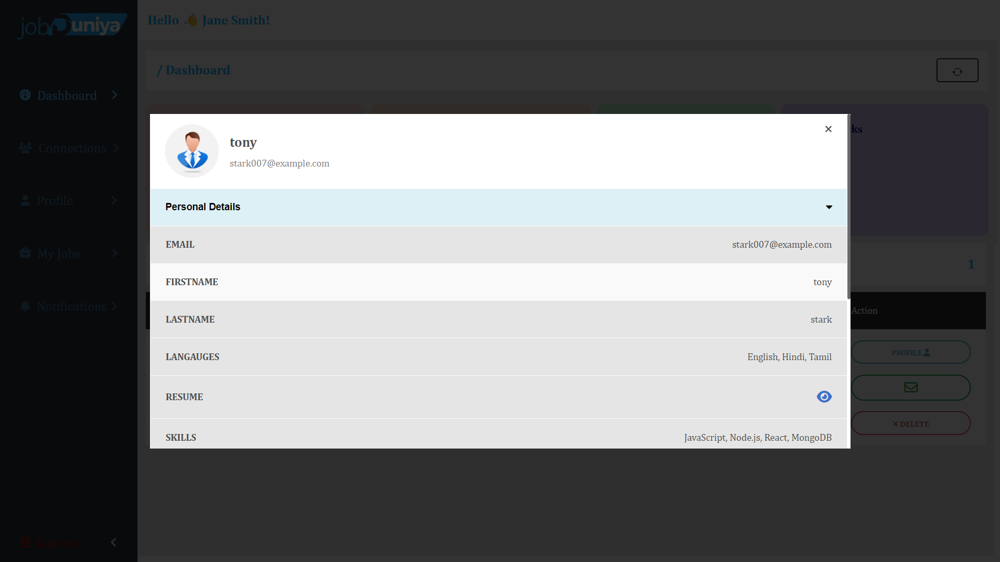 jobDuniya
Hello 👋 Jane Smith!
/ Dashboard
Dashboard
Connections
Profile
My Jobs
Notifications
Log out
tony
stark007@example.com
Personal Details
EMAIL stark007@example.com
FIRSTNAME tony
LASTNAME stark
LANGAUGES English, Hindi, Tamil
RESUME
SKILLS JavaScript, Node.js, React, MongoDB
1
Action
PROFILE
DELETE